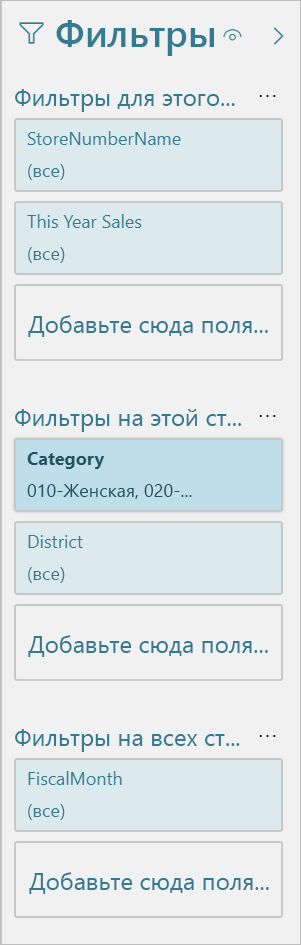 Фильтры
Фильтры для этого... ...
StoreNumberName
(все)
This Year Sales
(все)
Добавьте сюда поля...
Фильтры на этой ст... ...
Category
010-Женская, 020-...
District
(все)
Добавьте сюда поля...
Фильтры на всех ст... ...
FiscalMonth
(все)
Добавьте сюда поля...